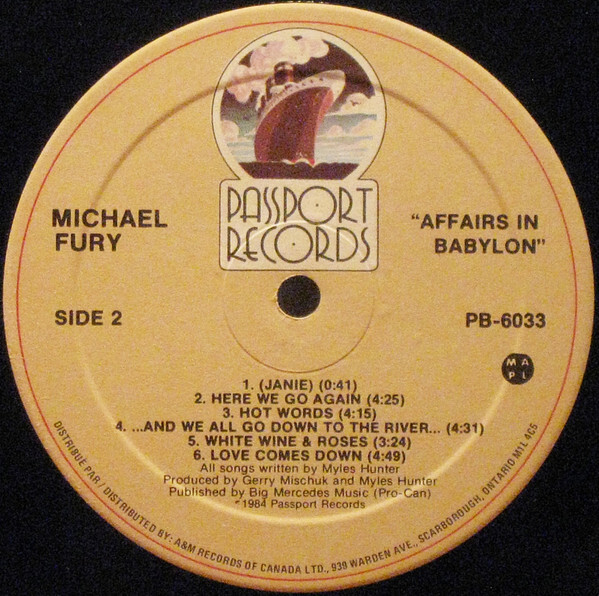 PASSPORT
RECORDS
MICHAEL
FURY
"AFFAIRS IN
BABYLON"
SIDE 2
PB-6033
M A
P L
1. (JANIE) (0:41)
2. HERE WE GO AGAIN (4:25)
3. HOT WORDS (4:15)
4. ...AND WE ALL GO DOWN TO THE RIVER... (4:31)
5. WHITE WINE & ROSES (3:24)
6. LOVE COMES DOWN (4:49)
All songs written by Myles Hunter
Produced by Gerry Mischuk and Myles Hunter
Published by Big Mercedes Music (Pro-Can)
℗1984 Passport Records
DISTRIBUÉ PAR / DISTRIBUTED BY: A&M RECORDS OF CANADA LTD., 939 WARDEN AVE., SCARBOROUGH, ONTARIO M1L 4C5